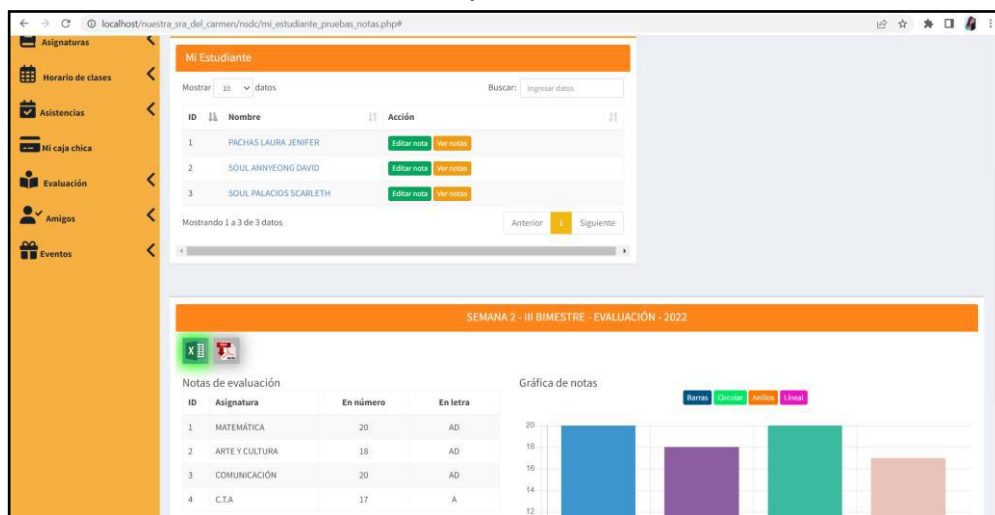 localhost/nuestra_sra_del_carmen/nsdc/mi_estudiante_pruebas_notas.php#
Asignaturas
Horario de clases
Asistencias
Mi caja chica
Evaluación
Amigos
Eventos
Mi Estudiante
Mostrar 10 datos Buscar: Ingresar datos
ID Nombre Acción
1 PACHAS LAURA JENIFER Editar nota Ver notas
2 SOUL ANNYEONG DAVID Editar nota Ver notas
3 SOUL PALACIOS SCARLETH Editar nota Ver notas
Mostrando 1 a 3 de 3 datos Anterior 1 Siguiente
SEMANA 2 - III BIMESTRE - EVALUACIÓN - 2022
Notas de evaluación
ID Asignatura En número En letra
1 MATEMÁTICA 20 AD
2 ARTE Y CULTURA 18 AD
3 COMUNICACIÓN 20 AD
4 C.T.A 17 A
Gráfica de notas
Barras Circular Anillos Líneal
20
18
16
14
12